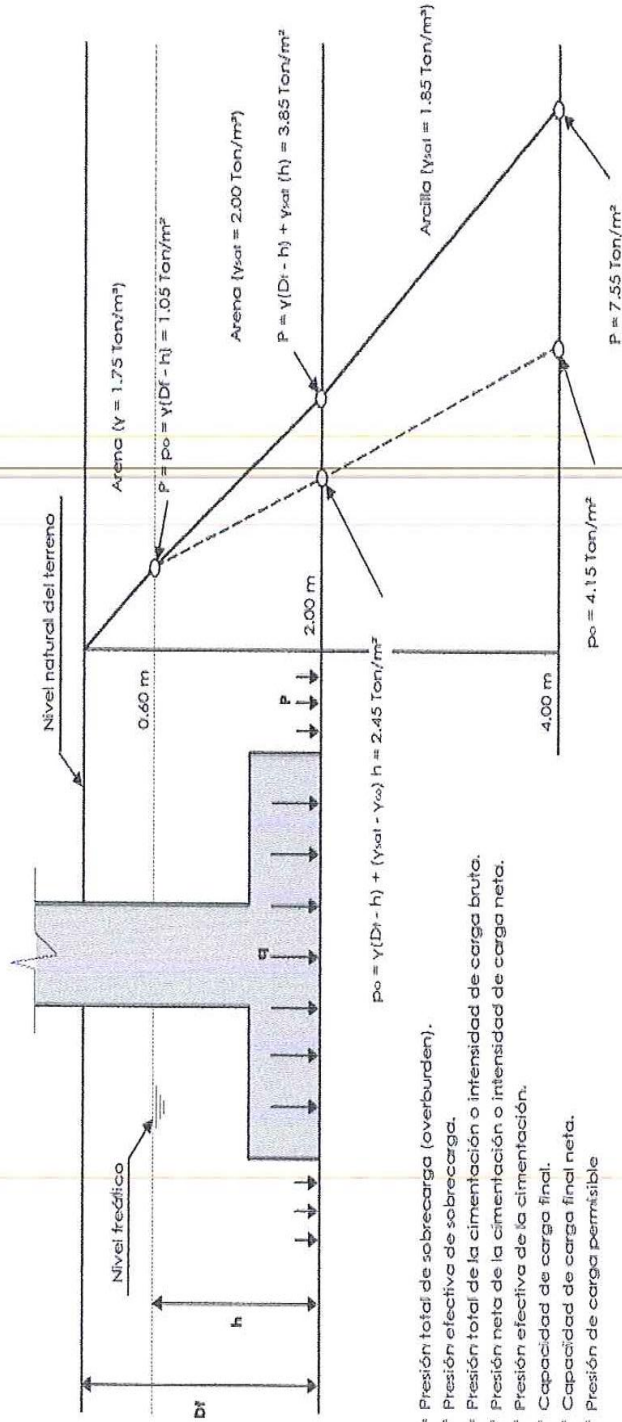 Nivel natural del terreno
Nivel freático
Arena (γ = 1.75 Ton/m³)
0.60 m
P = po = γ(Df - h) = 1.05 Ton/m²
Arena (γsat = 2.00 Ton/m³)
h
Df
q
P
2.00 m
P = γ(Df - h) + γsat (h) = 3.85 Ton/m²
po = γ(Df - h) + (γsat - γω) h = 2.45 Ton/m²
Arcilla (γsat = 1.85 Ton/m³)
4.00 m
po = 4.15 Ton/m²
P = 7.55 Ton/m²
= Presión total de sobrecarga (overburden).
= Presión efectiva de sobrecarga.
= Presión total de la cimentación o intensidad de carga bruta.
= Presión neta de la cimentación o intensidad de carga neta.
= Presión efectiva de la cimentación.
= Capacidad de carga final.
= Capacidad de carga final neta.
= Presión de carga permisible